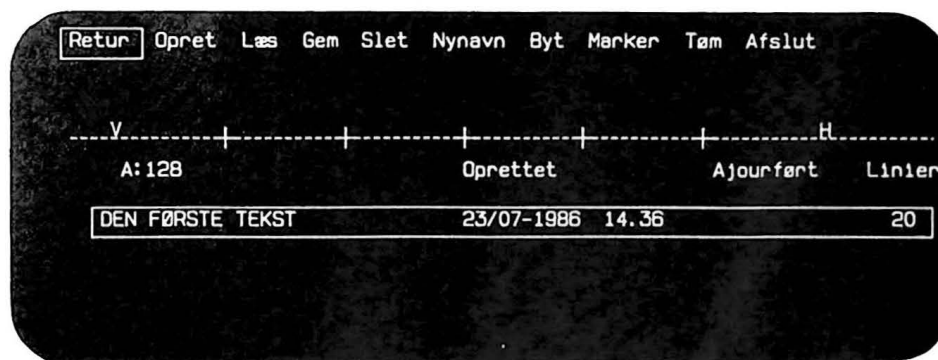 Retur Opret Læs Gem Slet Nynavn Byt Marker Tøm Afslut
V H
A:128 Oprettet Ajourført Linier
DEN FØRSTE TEKST 23/07-1986 14.36 20